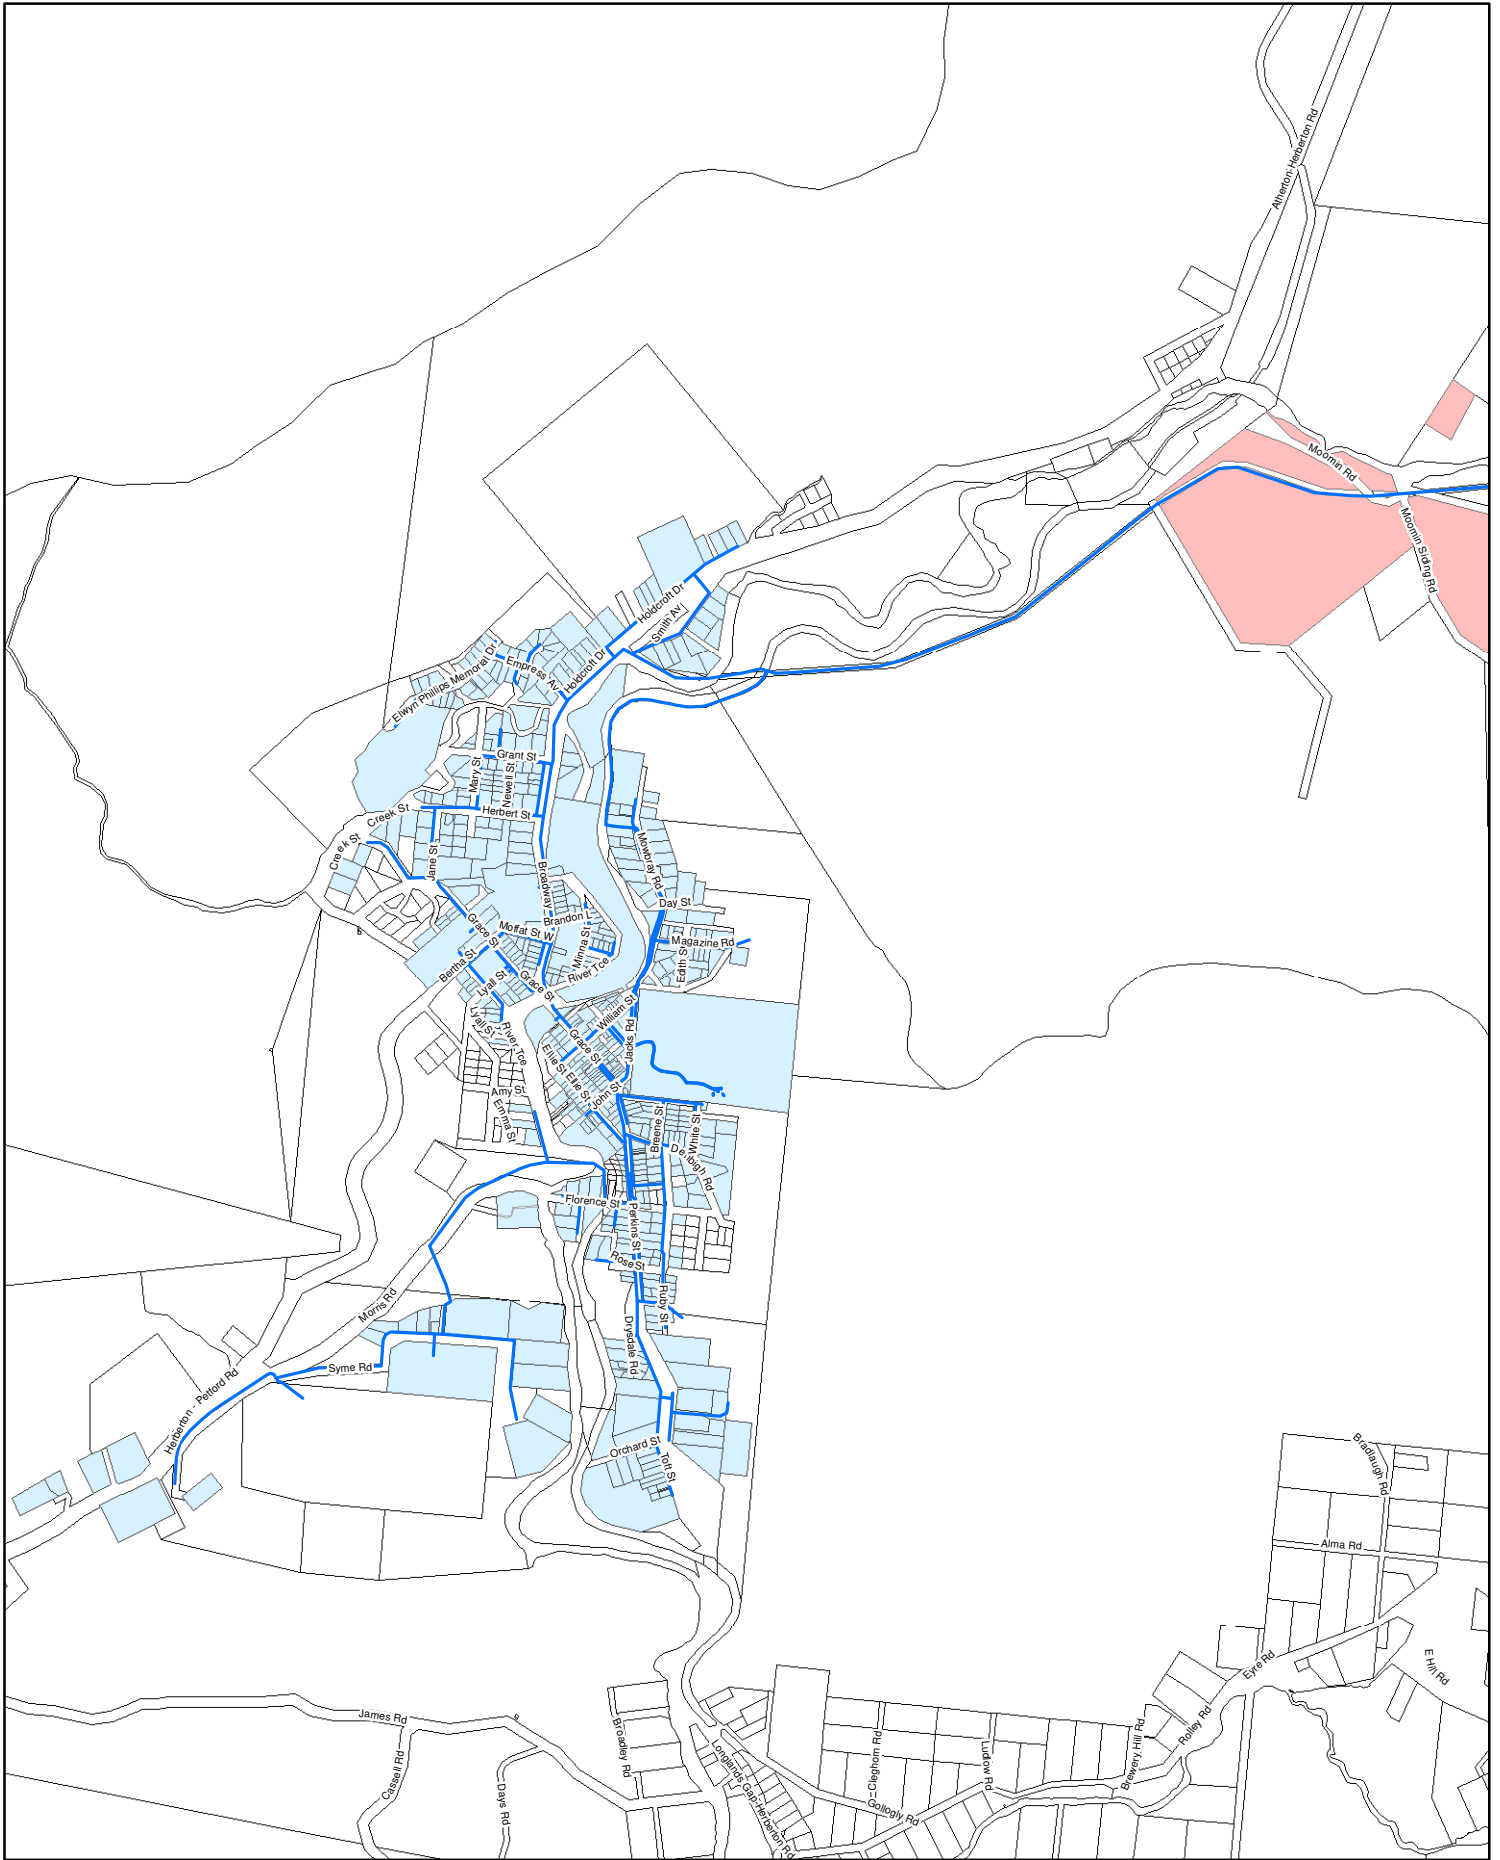 Atherton-Herberton Rd
Moomin Rd
Moomin Siding Rd
Holdcroft Dr
Smith Av
Elwyn Phillips Memorial Dr
Empress Av
Holdcroft Dr
Grant St
Mary St
Newell St
Herbert St
Creek St
Creek St
Jane St
Mowbray Rd
Broadway
Day St
Brandon L
Grace St
Moffat St W
Minna St
Magazine Rd
Edith St
Bertha St
River Tce
Lyall St
Grace St
Lyall St
River Tce
William St
Grace St
Jacks Rd
Ellie St
Ellie St
John St
Amy St
Emma St
Breene St
White St
Denbigh Rd
Florence St
Perkins St
Rose St
Ruby St
Morris Rd
Drysdale Rd
Syme Rd
Herberton - Petford Rd
Orchard St
Toft St
Bradlaugh Rd
Alma Rd
Eyre Rd
E Hill Rd
Rolley Rd
James Rd
Broadley Rd
Cassell Rd
Days Rd
Longlands Gap-Herberton Rd
Cleghorn Rd
Ludlow Rd
Brewery Hill Rd
Gollogly Rd